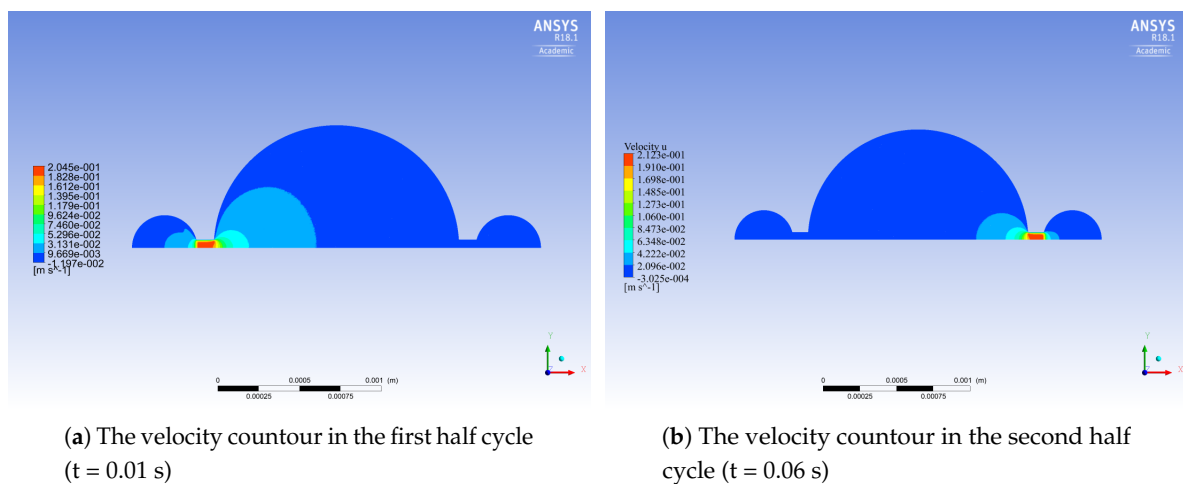 ANSYS
R18.1
Academic
2.045e-001
1.828e-001
1.612e-001
1.395e-001
1.179e-001
9.624e-002
7.460e-002
5.296e-002
3.131e-002
9.669e-003
-1.197e-002
[m s^-1]
0
0.0005
0.001
(m)
0.00025
0.00075
Y
Z
X
ANSYS
R18.1
Academic
Velocity u
2.123e-001
1.910e-001
1.698e-001
1.485e-001
1.273e-001
1.060e-001
8.473e-002
6.348e-002
4.222e-002
2.096e-002
-3.025e-004
[m s^-1]
0
0.0005
0.001
(m)
0.00025
0.00075
Y
Z
X
(a) The velocity countour in the first half cycle
(t = 0.01 s)
(b) The velocity countour in the second half
cycle (t = 0.06 s)